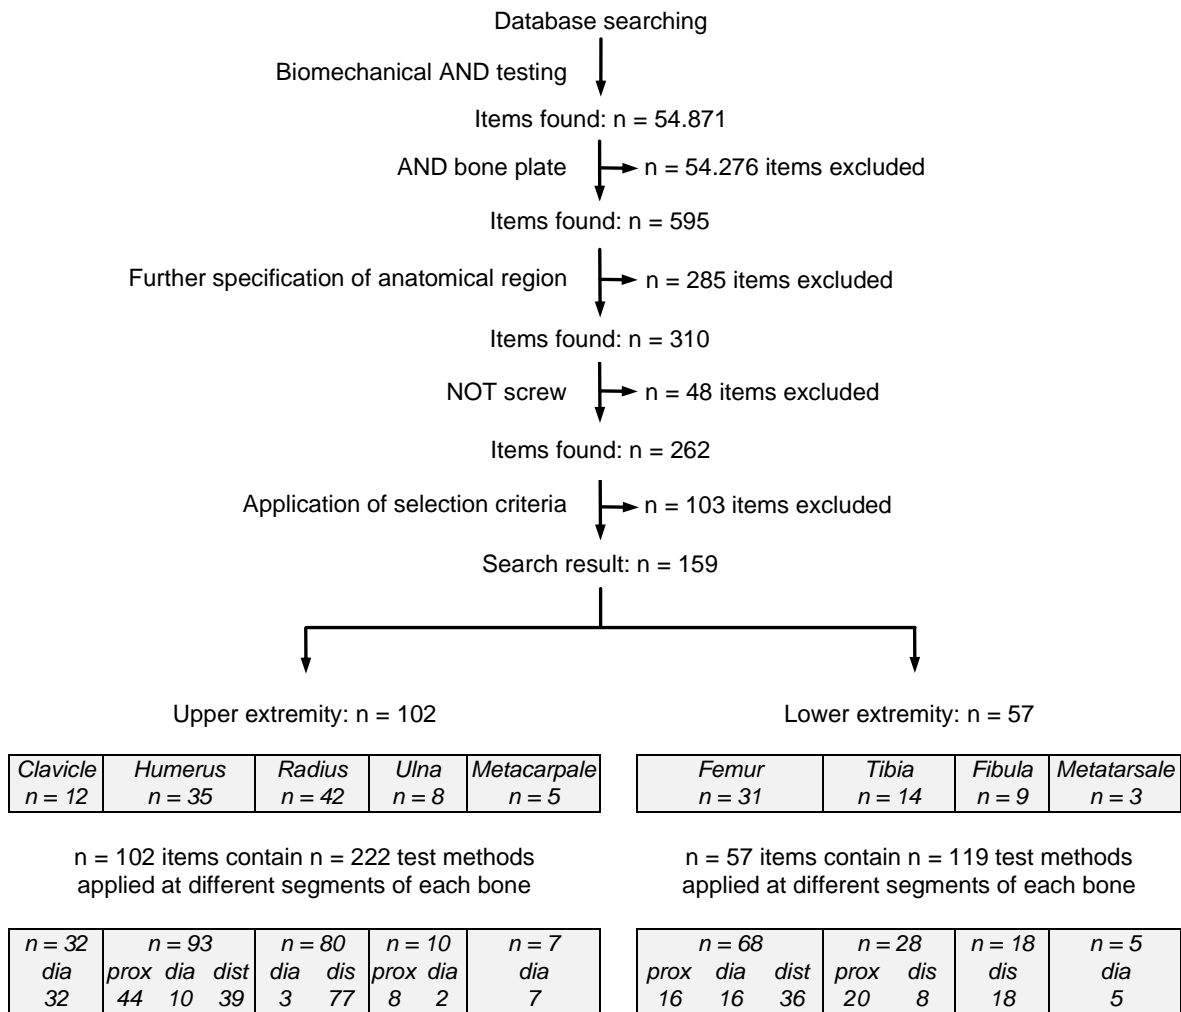 Database searching
Biomechanical AND testing
Items found: n = 54.871
AND bone plate
n = 54.276 items excluded
Items found: n = 595
Further specification of anatomical region
n = 285 items excluded
Items found: n = 310
NOT screw
n = 48 items excluded
Items found: n = 262
Application of selection criteria
n = 103 items excluded
Search result: n = 159
Upper extremity: n = 102
Clavicle Humerus Radius Ulna Metacarpale
n = 12 n = 35 n = 42 n = 8 n = 5
n = 102 items contain n = 222 test methods
applied at different segments of each bone
n = 32 n = 93 n = 80 n = 10 n = 7
dia prox dia dist dia dis prox dia dia
32 44 10 39 3 77 8 2 7
Lower extremity: n = 57
Femur Tibia Fibula Metatarsale
n = 31 n = 14 n = 9 n = 3
n = 57 items contain n = 119 test methods
applied at different segments of each bone
n = 68 n = 28 n = 18 n = 5
prox dia dist prox dis dis dia
16 16 36 20 8 18 5